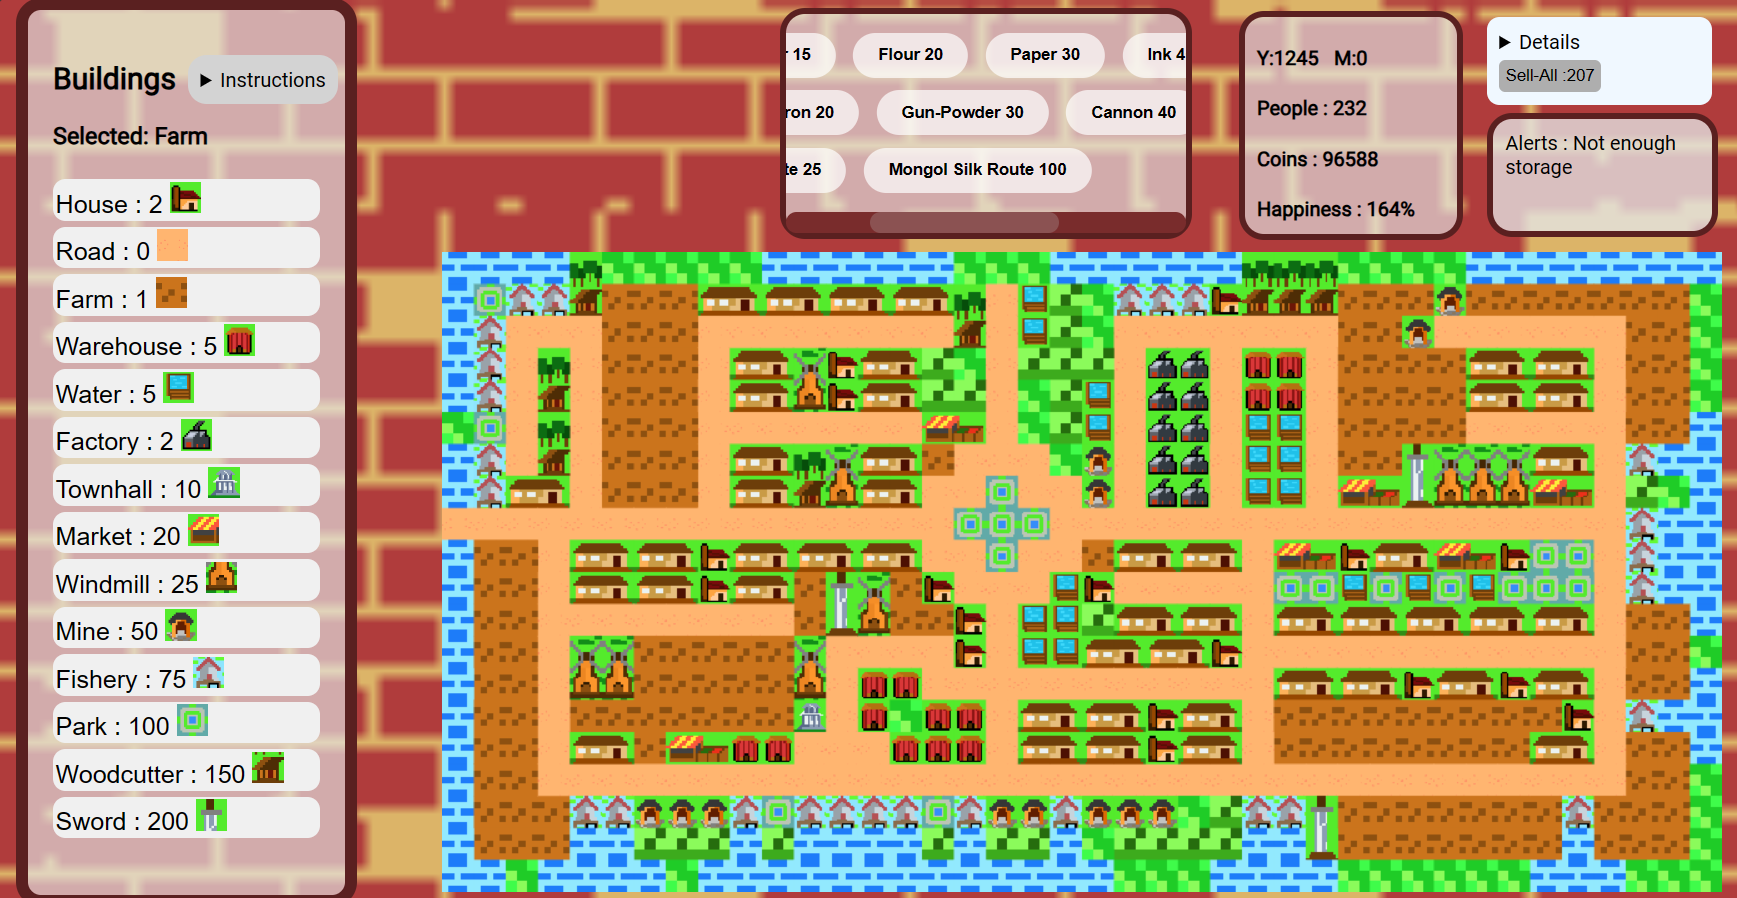 Buildings
▶ Instructions
Selected: Farm
House : 2
Road : 0
Farm : 1
Warehouse : 5
Water : 5
Factory : 2
Townhall : 10
Market : 20
Windmill : 25
Mine : 50
Fishery : 75
Park : 100
Woodcutter : 150
Sword : 200
15 Flour 20 Paper 30 Ink 4
ron 20 Gun-Powder 30 Cannon 40
te 25 Mongol Silk Route 100
Y:1245 M:0
People : 232
Coins : 96588
Happiness : 164%
▶ Details
Sell-All :207
Alerts : Not enough
storage